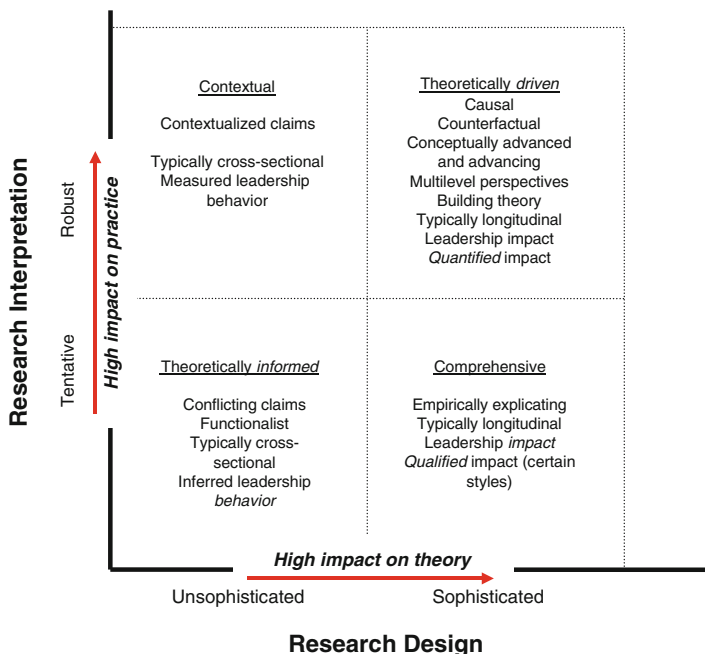 Contextual
Contextualized claims
Typically cross-sectional
Measured leadership
behavior
Theoretically driven
Causal
Counterfactual
Conceptually advanced
and advancing
Multilevel perspectives
Building theory
Typically longitudinal
Leadership impact
Quantified impact
Research Interpretation
Robust
Tentative
High impact on practice
Theoretically informed
Conflicting claims
Functionalist
Typically cross-
sectional
Inferred leadership
behavior
Comprehensive
Empirically explicating
Typically longitudinal
Leadership impact
Qualified impact (certain
styles)
High impact on theory
Unsophisticated
Sophisticated
Research Design